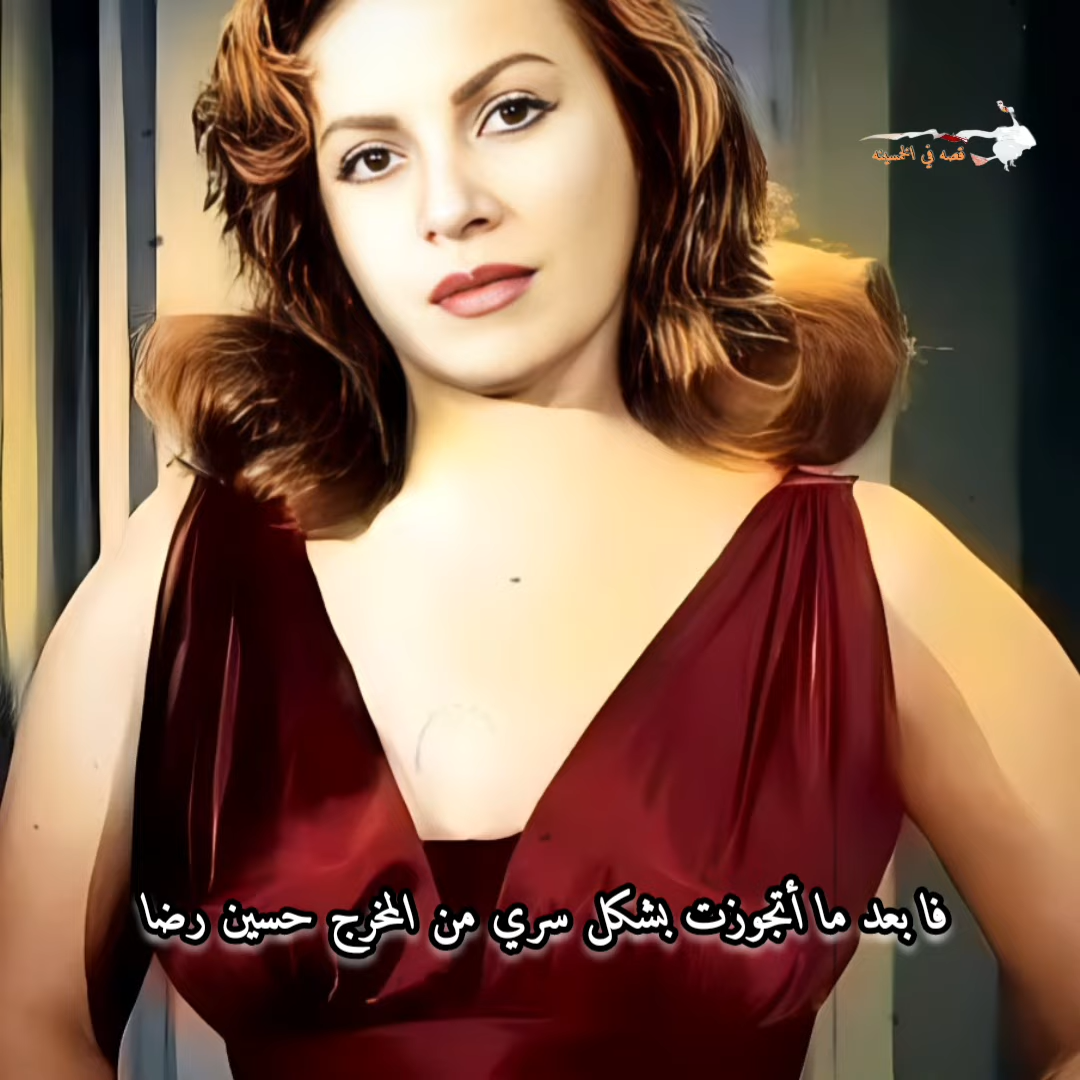 قصه في الخمسينه
فا بعد ما أتجوزت بشكل سري من المخرج حسين رضا